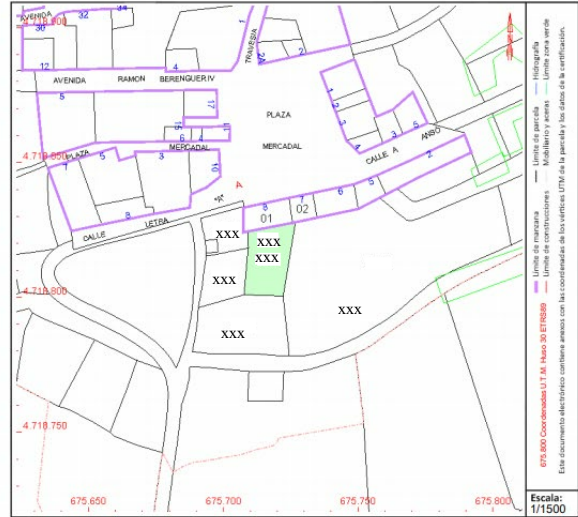 AVENIDA
32
34
30
12
AVENIDA RAMON BERENGUER IV
4
TRAVESIA
1
2A
2
5
17
PLAZA
15
6
4
11
PLAZA
5
3
MERCADAL
MERCADAL
7
10
1
2
3
4
3
5
CALLE A ANSO
2
9
CALLE LETRA "A"
A
8
7
6
5
01
02
XXX
XXX
XXX
XXX
XXX
XXX
4.718.900
4.718.850
4.718.800
4.718.750
675.650
675.700
675.750
675.800
675.800 Coordenadas U.T.M. Huso 30 ETRS89
Límite de manzana
Límite de parcela
Límite de construcciones
Mobiliario y aceras
Hidrografía
Límite zona verde
Este documento electrónico contiene anexos con las coordenadas de los vértices UTM de la parcela y los datos de la certificación.
Escala:
1/1500